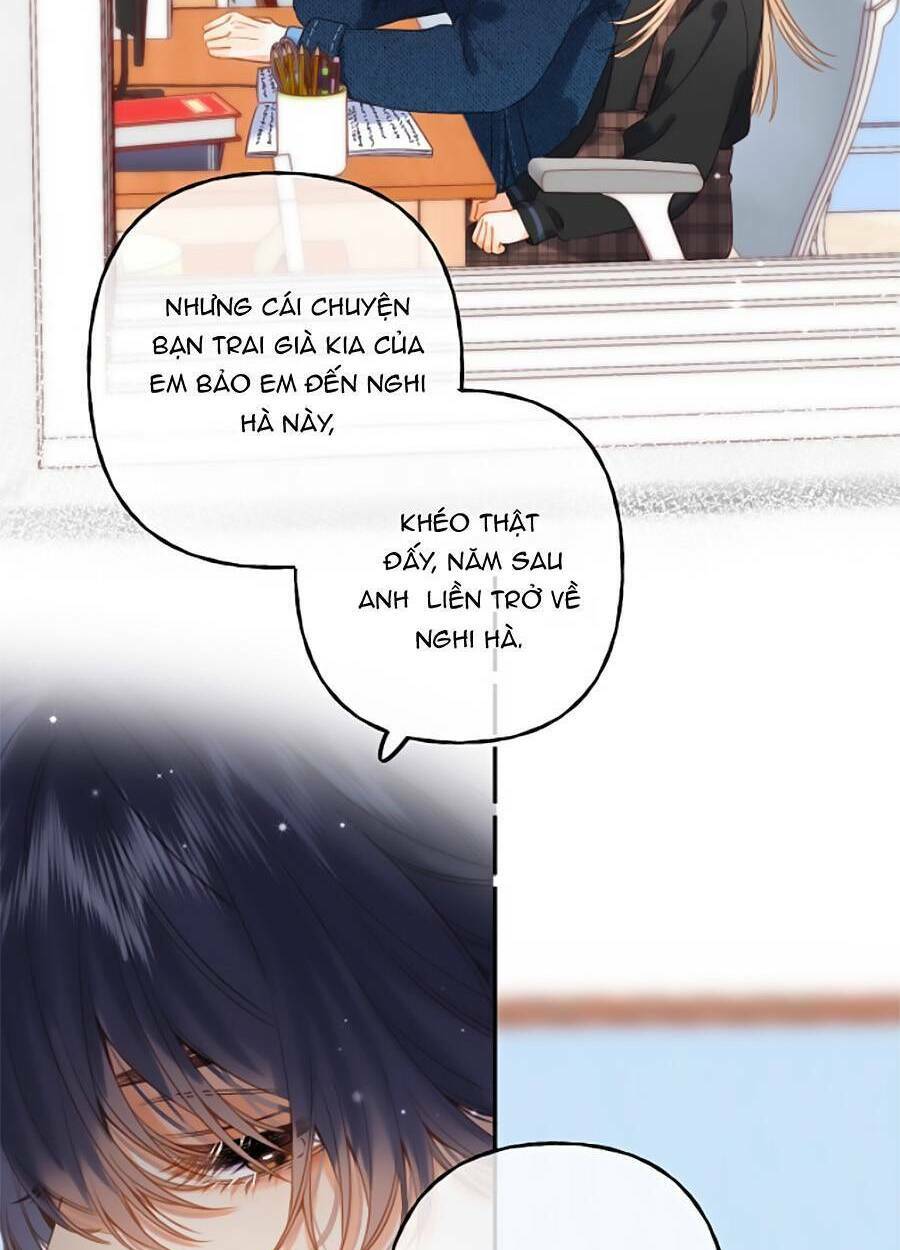 NHƯNG CÁI CHUYỆN
BẠN TRAI GIÀ KIA CỦA
EM BẢO EM ĐẾN NGHI
HÀ NÀY,
KHÉO THẬT
ĐẤY, NĂM SAU
ANH LIỀN TRỞ VỀ
NGHI HÀ.